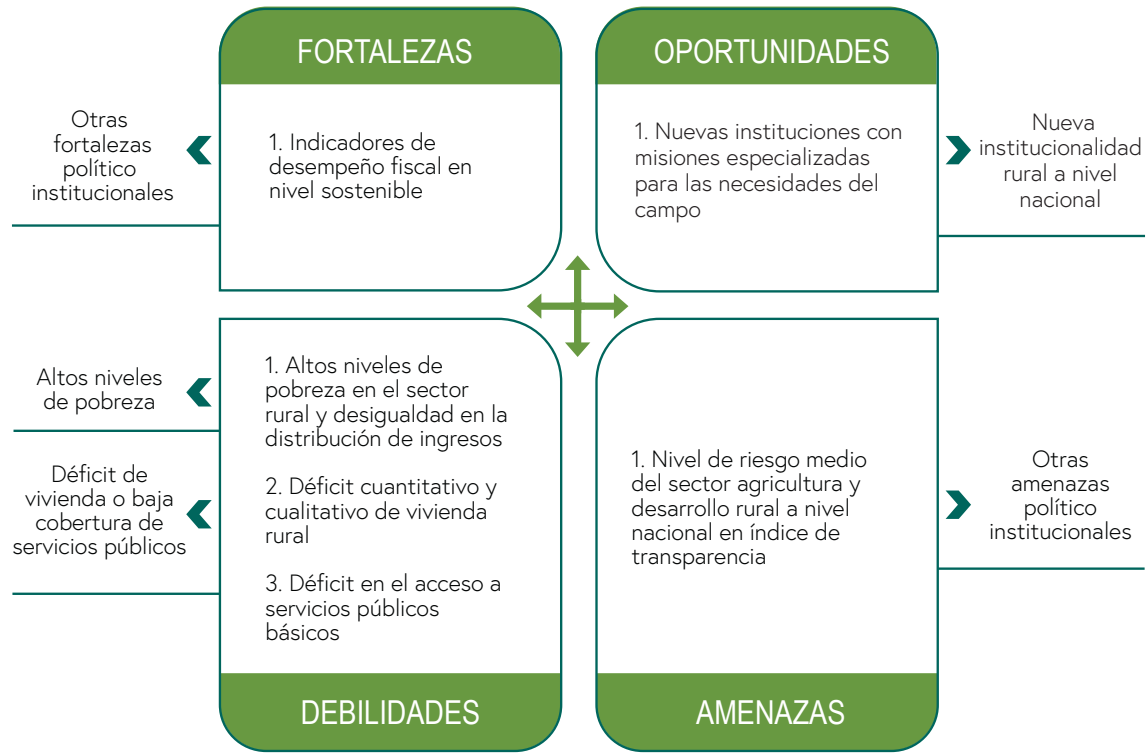 FORTALEZAS
Otras
fortalezas
político
institucionales
1. Indicadores de
desempeño fiscal en
nivel sostenible
OPORTUNIDADES
1. Nuevas instituciones con
misiones especializadas
para las necesidades del
campo
Nueva
institucionalidad
rural a nivel
nacional
Altos niveles
de pobreza
Déficit de
vivienda o baja
cobertura de
servicios públicos
1. Altos niveles de
pobreza en el sector
rural y desigualdad en la
distribución de ingresos
2. Déficit cuantitativo y
cualitativo de vivienda
rural
3. Déficit en el acceso a
servicios públicos
básicos
DEBILIDADES
1. Nivel de riesgo medio
del sector agricultura y
desarrollo rural a nivel
nacional en índice de
transparencia
Otras
amenazas
político
institucionales
AMENAZAS